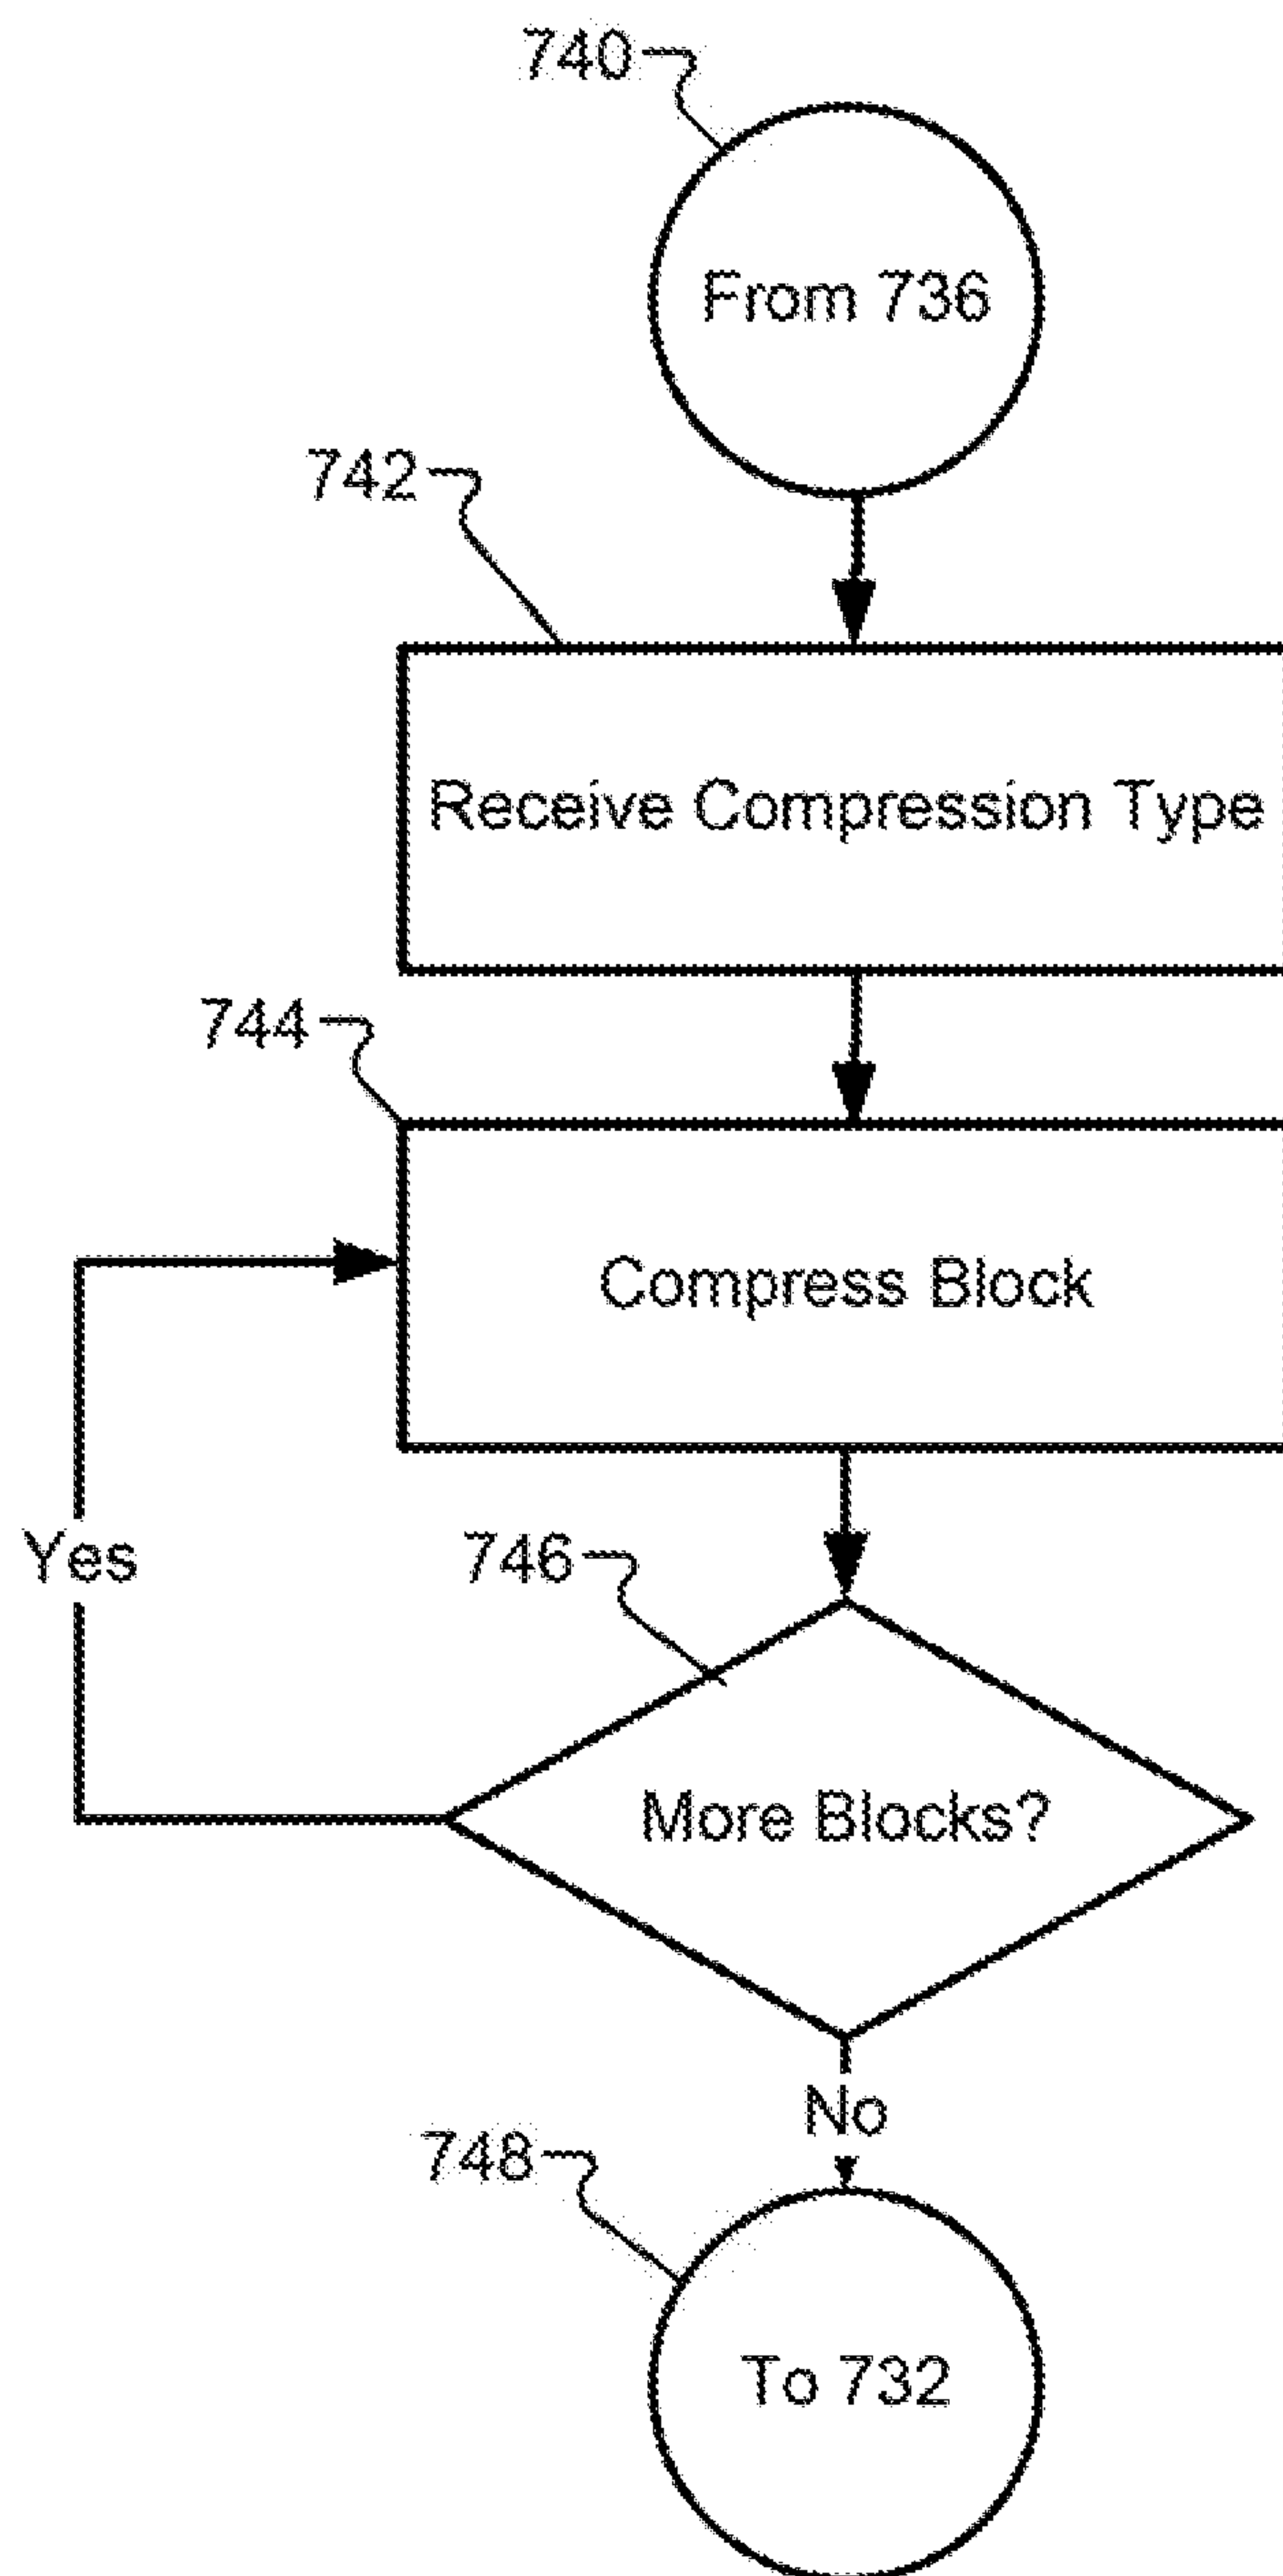 740
From 736
742
Receive Compression Type
744
Compress Block
Yes
746
More Blocks?
No
748
To 732